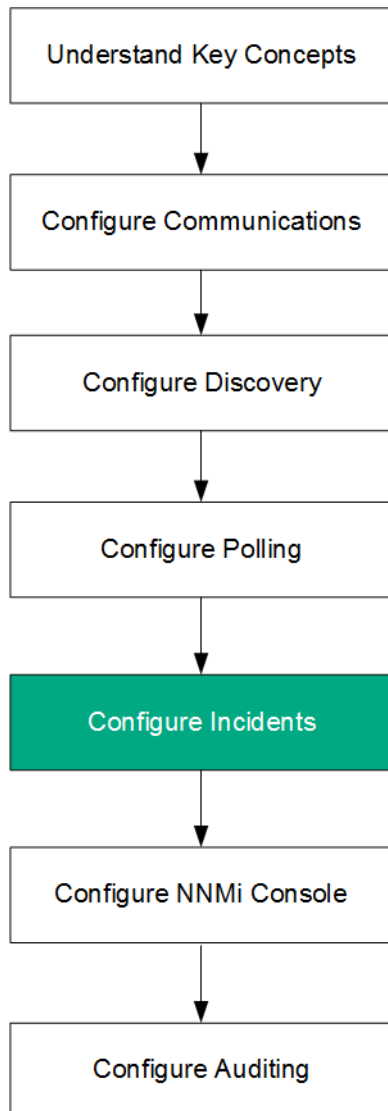 Understand Key Concepts
Configure Communications
Configure Discovery
Configure Polling
Configure Incidents
Configure NNMi Console
Configure Auditing